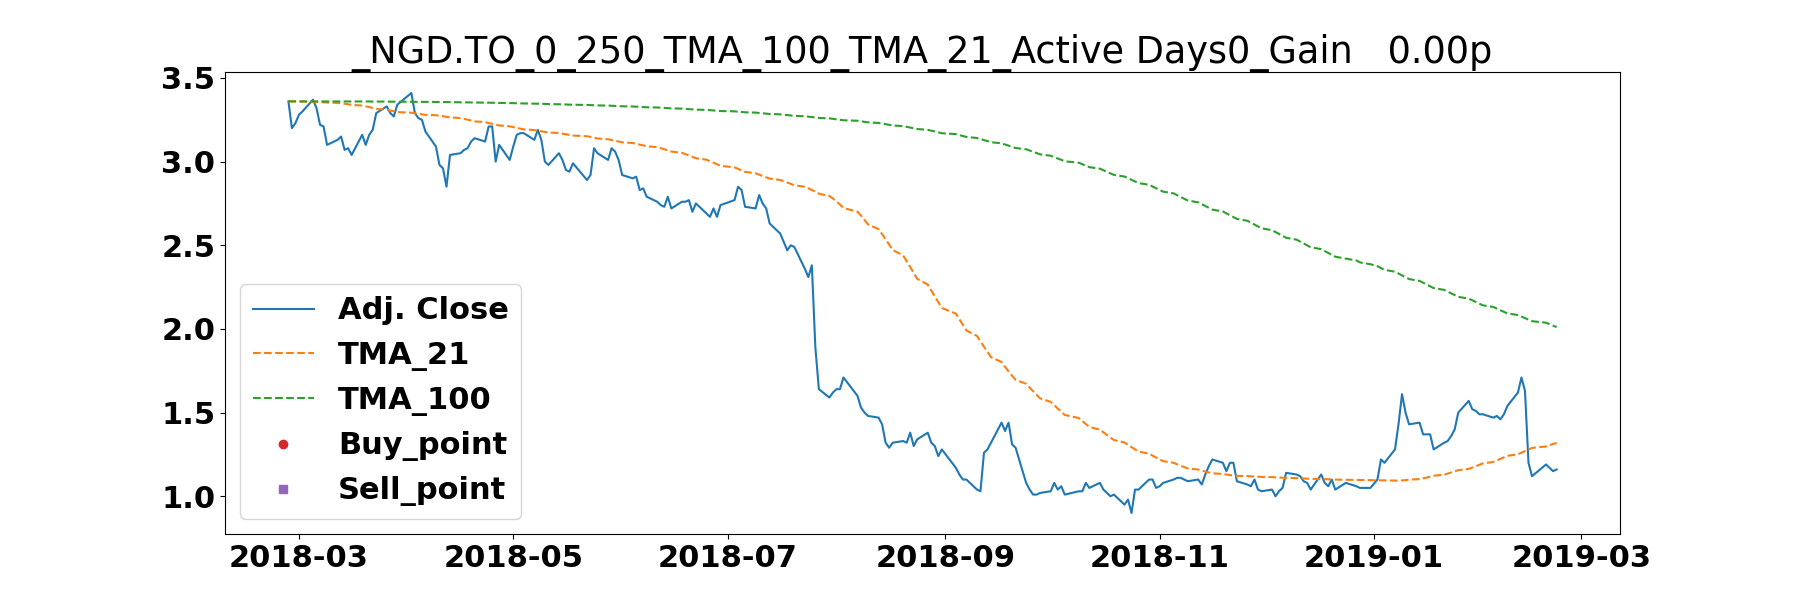 _NGD.TO_0_250_TMA_100_TMA_21_Active Days0_Gain   0.00p
3.5
3.0
2.5
2.0
1.5
1.0
Adj. Close
TMA_21
TMA_100
Buy_point
Sell_point
2018-03 2018-05 2018-07 2018-09 2018-11 2019-01 2019-03